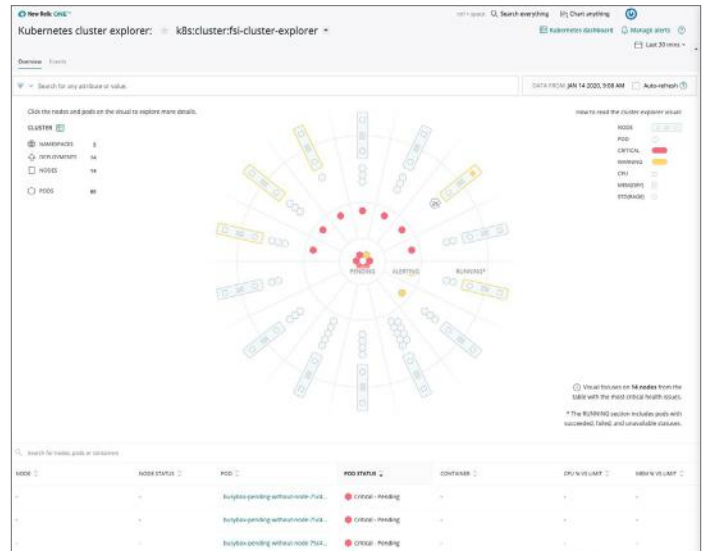 New Relic ONE™
Search everything
Chart anything
Kubernetes cluster explorer: k8s:cluster:fsi-cluster-explorer
Kubernetes dashboard
Manage alerts
Last 30 mins
Overview Events
Search for any attribute or value.
DATA FROM JAN 14 2020, 9:08 AM
Auto-refresh
Click the nodes and pods on the visual to explore more details.
How to read the cluster explorer visual
CLUSTER
NAMESPACES
DEPLOYMENTS
NODES
PODS
NODE
POD
CRITICAL
WARNING
CPU
MEM(ORY)
STO(RAGE)
PENDING ALERTING RUNNING*
Visual focuses on 14 nodes from the
table with the most critical health issues.
* The RUNNING section includes pods with
succeeded, failed, and unavailable statuses.
Search for nodes, pods or containers
NODE NODE STATUS POD POD STATUS CONTAINER CPU % VS LIMIT MEM % VS LIMIT
- - Critical - Pending - - -
- - Critical - Pending - - -
- - Critical - Pending - - -